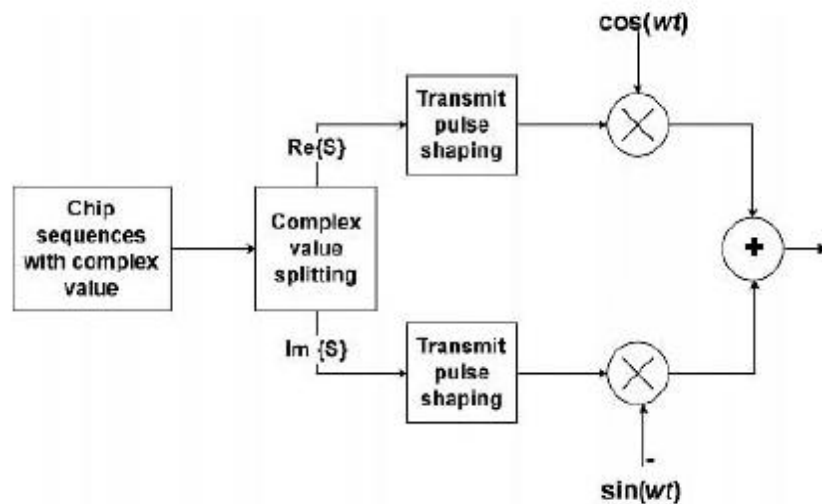 cos(wt)
Transmit
pulse
shaping
Re{S}
Chip
sequences
with complex
value
Complex
value
splitting
+
Im {S}
Transmit
pulse
shaping
-
sin(wt)